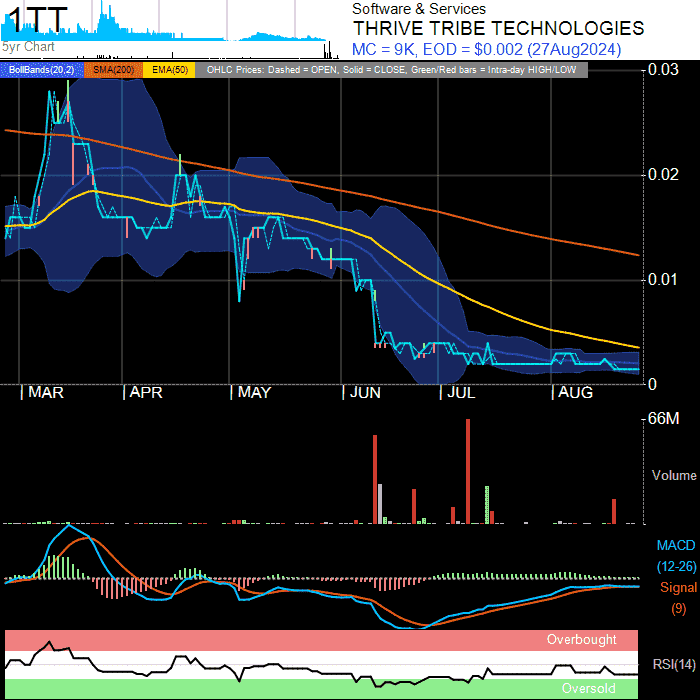 1TT
Software & Services
THRIVE TRIBE TECHNOLOGIES
5yr Chart
MC = 9K, EOD = $0.002 (27Aug2024)
BollBands(20,2) SMA(200) EMA(50) OHLC Prices: Dashed = OPEN, Solid = CLOSE, Green/Red bars = Intra-day HIGH/LOW
0.03
0.02
0.01
0
MAR APR MAY JUN JUL AUG
66M
Volume
MACD
(12-26)
Signal
(9)
Overbought
RSI(14)
Oversold